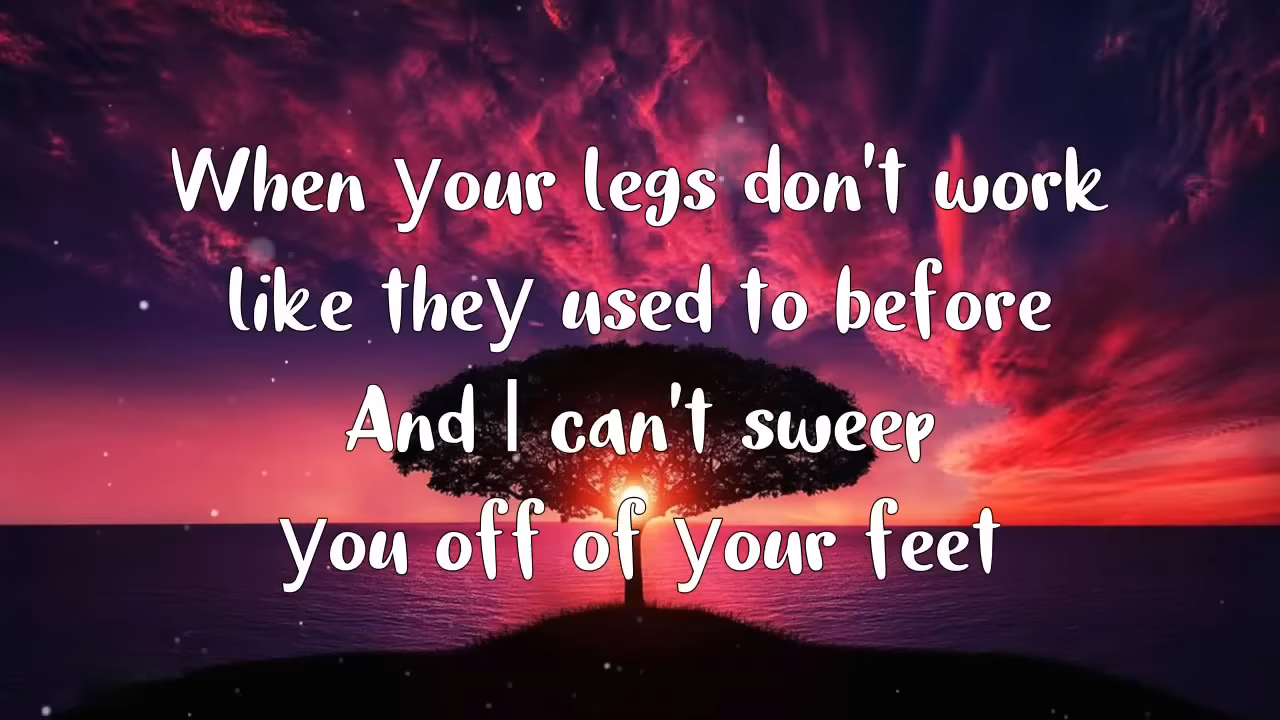 When your legs don't work
like they used to before
And I can't sweep
you off of your feet